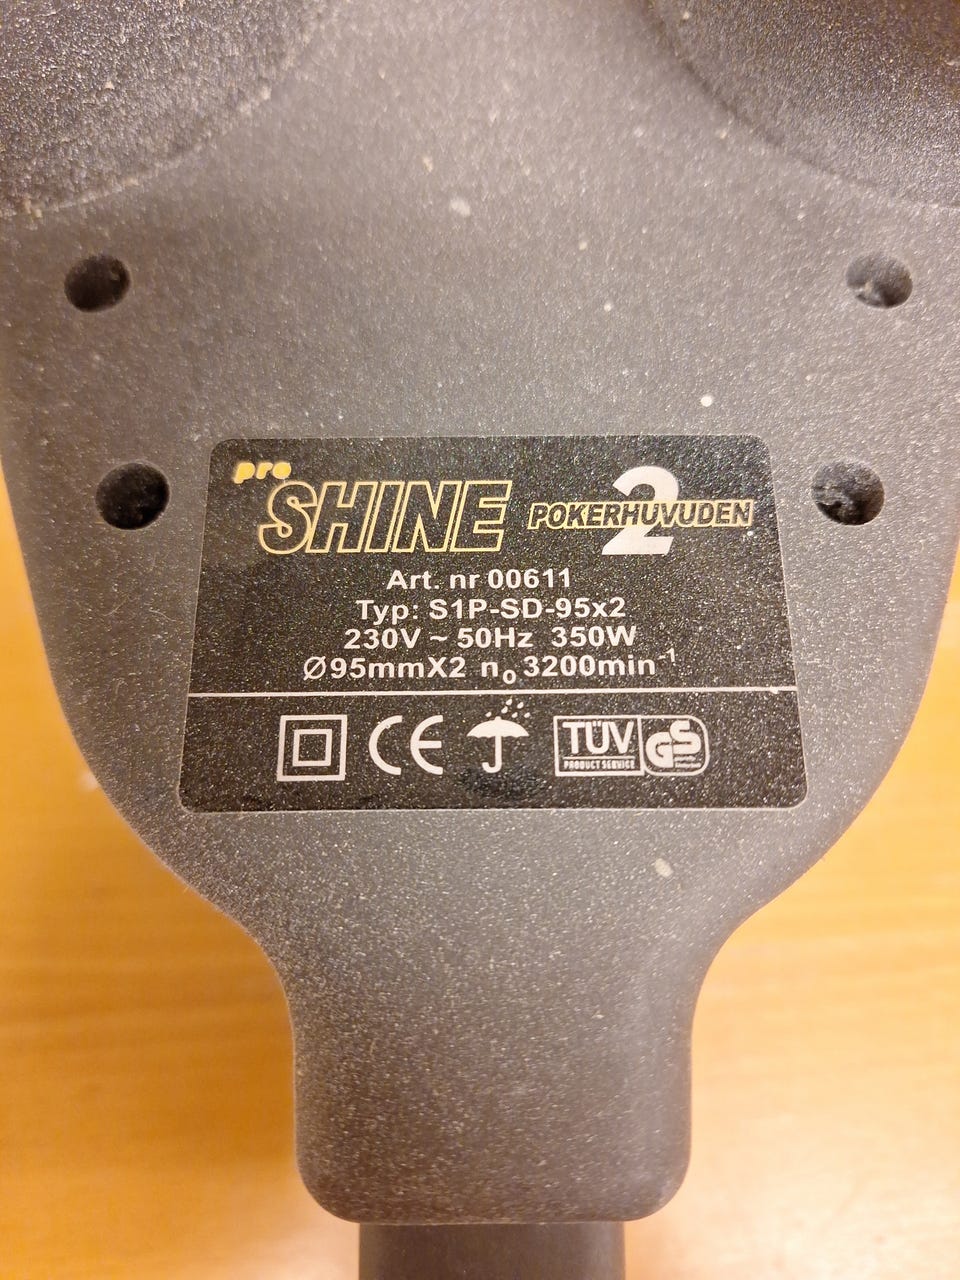 pro
SHINE 2 POKERHUVUDEN
Art. nr 00611
Typ: S1P-SD-95x2
230V ~ 50Hz 350W
Ø95mmX2 n₀ 3200min⁻¹
CE TÜV GS
PRODUCT SERVICE